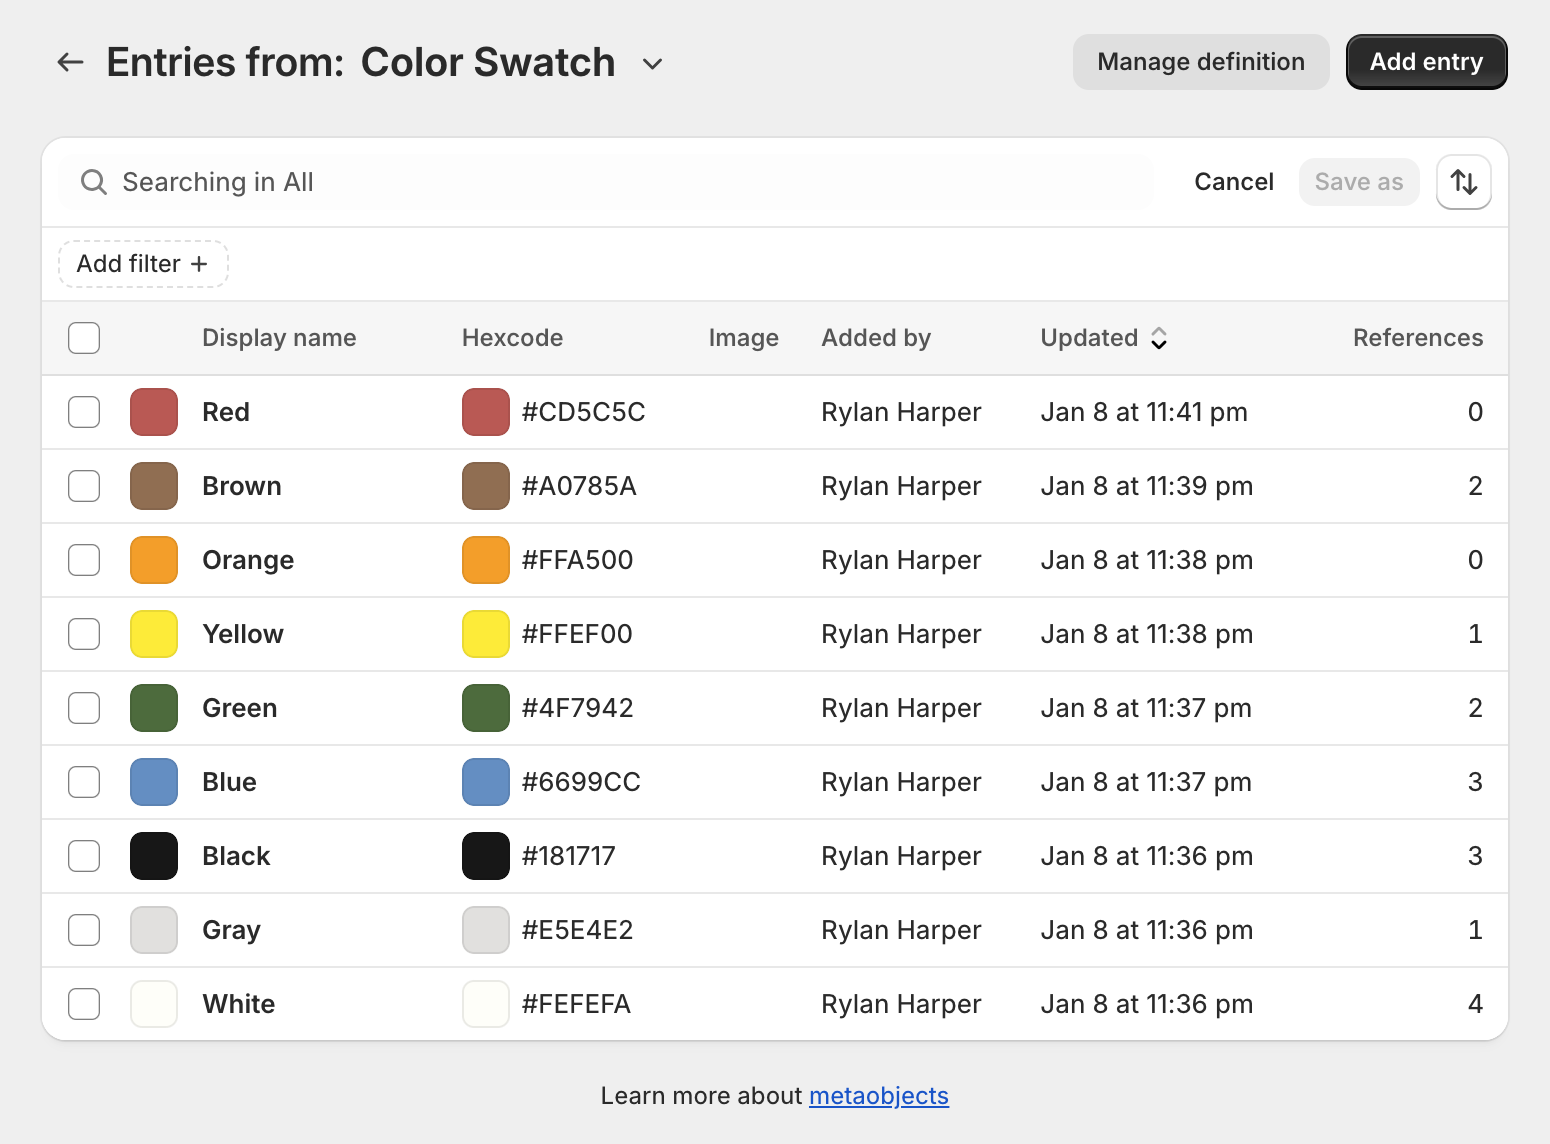 Entries from: Color Swatch
Manage definition
Add entry
Searching in All
Cancel
Save as
Add filter +
Display name Hexcode Image Added by Updated References
Red #CD5C5C Rylan Harper Jan 8 at 11:41 pm 0
Brown #A0785A Rylan Harper Jan 8 at 11:39 pm 2
Orange #FFA500 Rylan Harper Jan 8 at 11:38 pm 0
Yellow #FFEF00 Rylan Harper Jan 8 at 11:38 pm 1
Green #4F7942 Rylan Harper Jan 8 at 11:37 pm 2
Blue #6699CC Rylan Harper Jan 8 at 11:37 pm 3
Black #181717 Rylan Harper Jan 8 at 11:36 pm 3
Gray #E5E4E2 Rylan Harper Jan 8 at 11:36 pm 1
White #FEFEFA Rylan Harper Jan 8 at 11:36 pm 4
Learn more about metaobjects